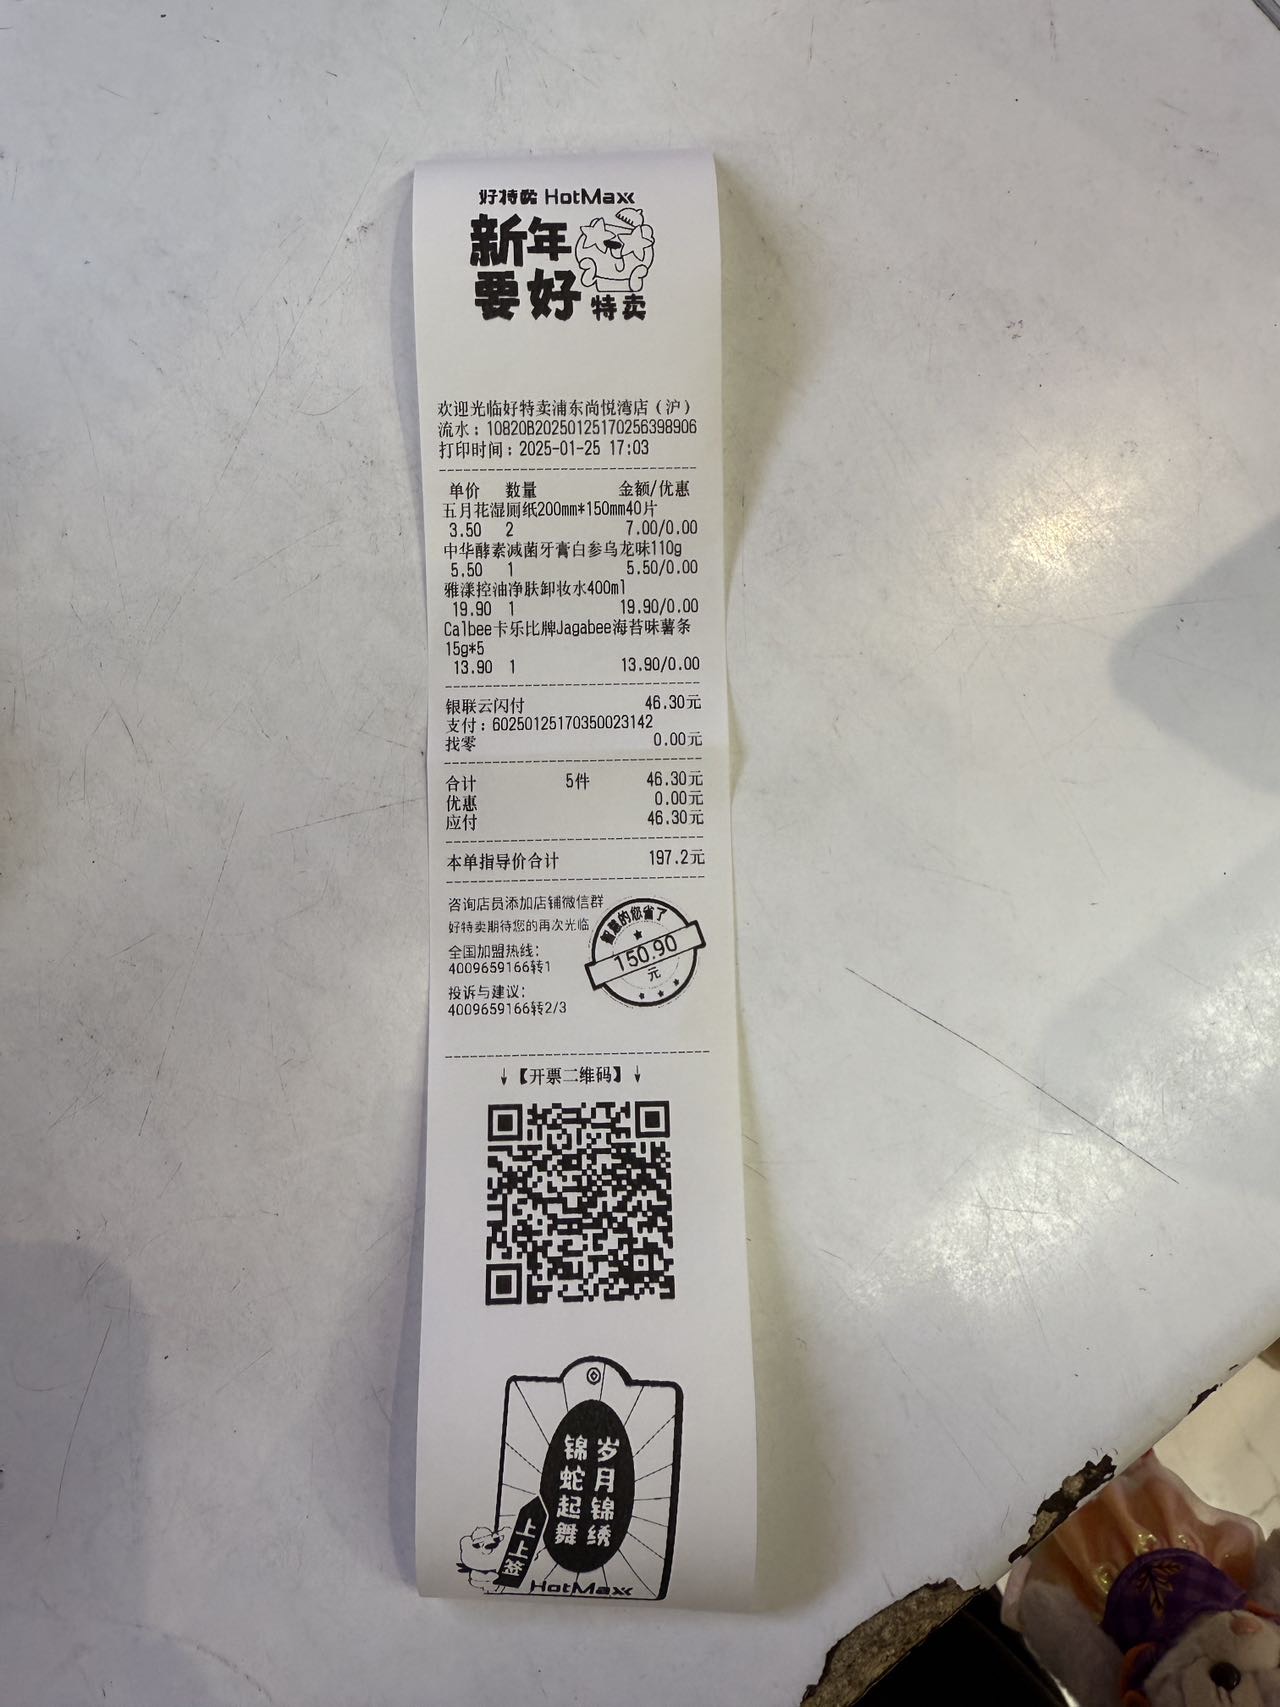 好特卖 HotMaxx
新年
要好特卖
欢迎光临好特卖浦东尚悦湾店（沪）
流水：10820B20250125170256398906
打印时间：2025-01-25 17:03
单价 数量 金额/优惠
五月花湿厕纸200mm*150mm40片
3.50 2 7.00/0.00
中华酵素减菌牙膏白参乌龙味110g
5.50 1 5.50/0.00
雅漾控油净肤卸妆水400ml
19.90 1 19.90/0.00
Calbee卡乐比牌Jagabee海苔味薯条
15g*5
13.90 1 13.90/0.00
银联云闪付 46.30元
支付：60250125170350023142
找零 0.00元
合计 5件 46.30元
优惠 0.00元
应付 46.30元
本单指导价合计 197.2元
咨询店员添加店铺微信群
好特卖期待您的再次光临
全国加盟热线：
4009659166转1
投诉与建议：
4009659166转2/3
智慧的您省了
150.90
元
↓【开票二维码】↓
岁月锦绣
锦蛇起舞
上上签
HotMaxx